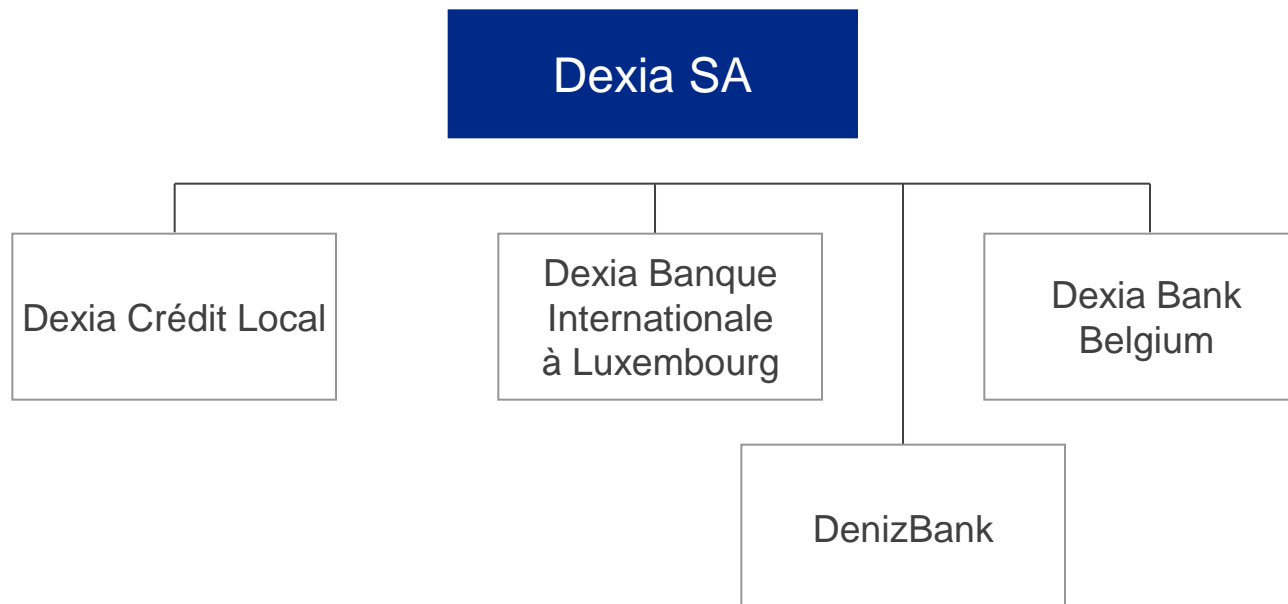 Dexia SA
Dexia Crédit Local
Dexia Banque
Internationale
à Luxembourg
Dexia Bank
Belgium
DenizBank